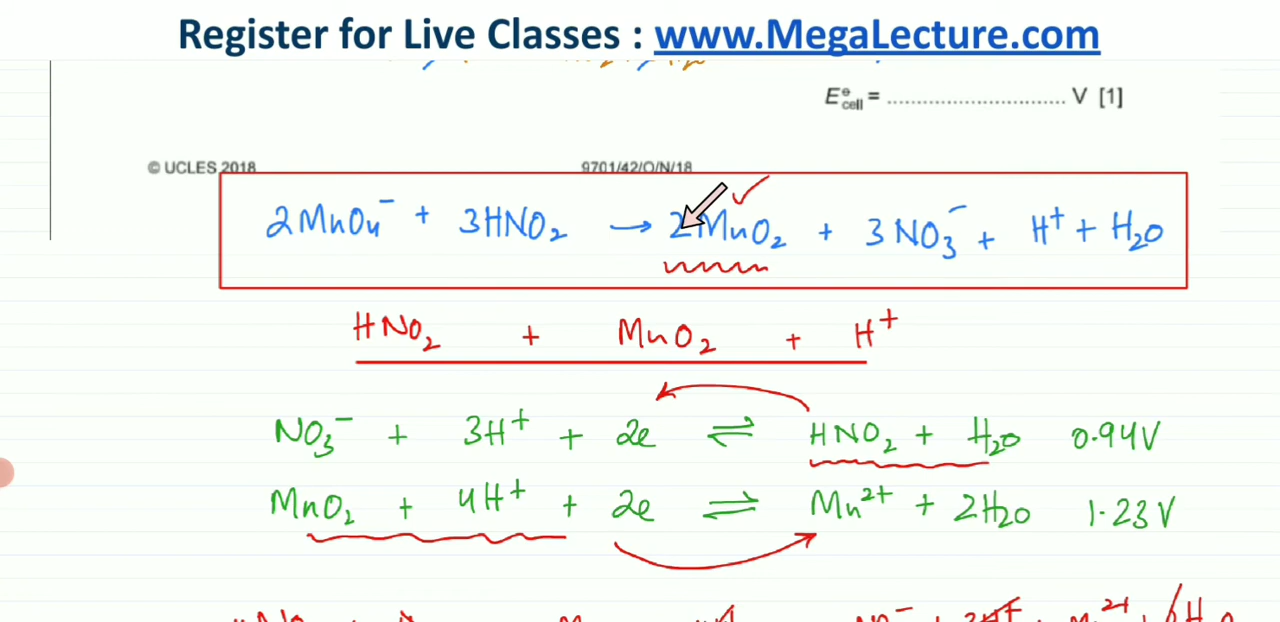 Register for Live Classes : www.MegaLecture.com
E⦵cell = .............................. V [1]
© UCLES 2018 9701/42/O/N/18
2MnO₄⁻ + 3HNO₂ → 2MnO₂ + 3NO₃⁻ + H⁺ + H₂O
HNO₂ + MnO₂ + H⁺
NO₃⁻ + 3H⁺ + 2e ⇌ HNO₂ + H₂O 0.94V
MnO₂ + 4H⁺ + 2e ⇌ Mn²⁺ + 2H₂O 1.23V